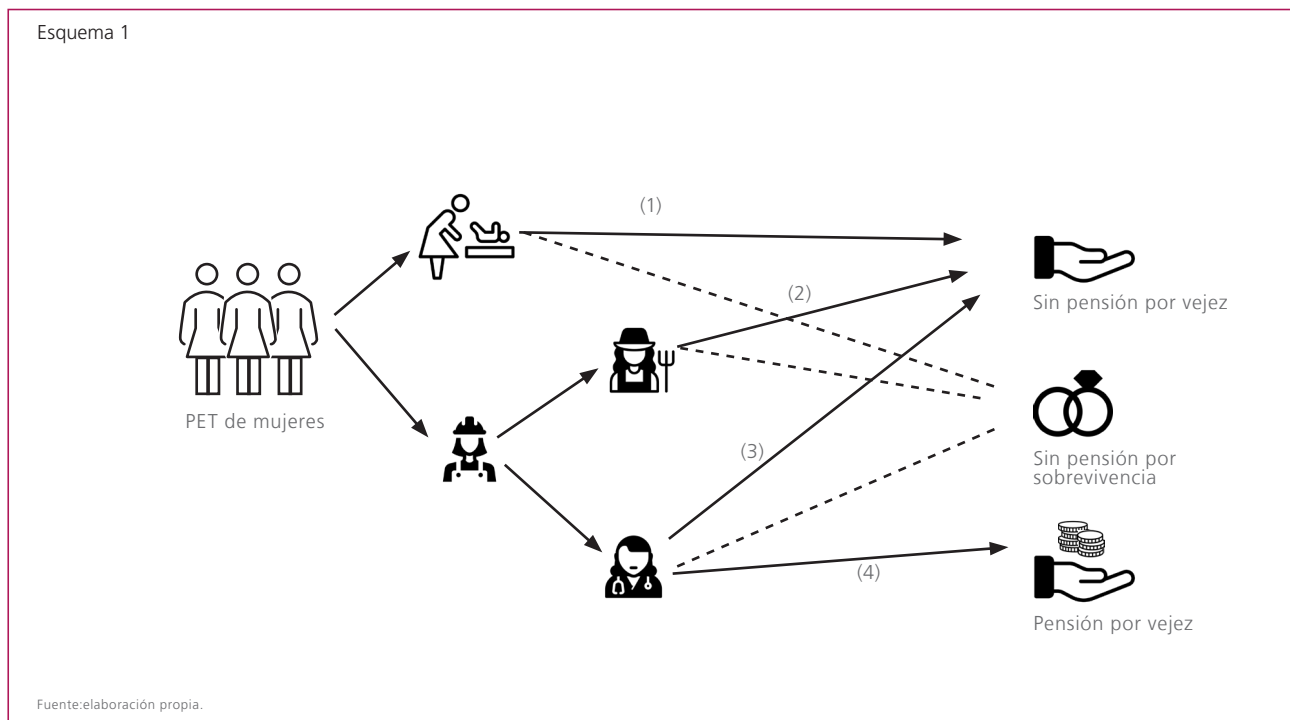 Esquema 1
(1)
(2)
Sin pensión por vejez
PET de mujeres
(3)
Sin pensión por
sobrevivencia
(4)
Pensión por vejez
Fuente:elaboración propia.